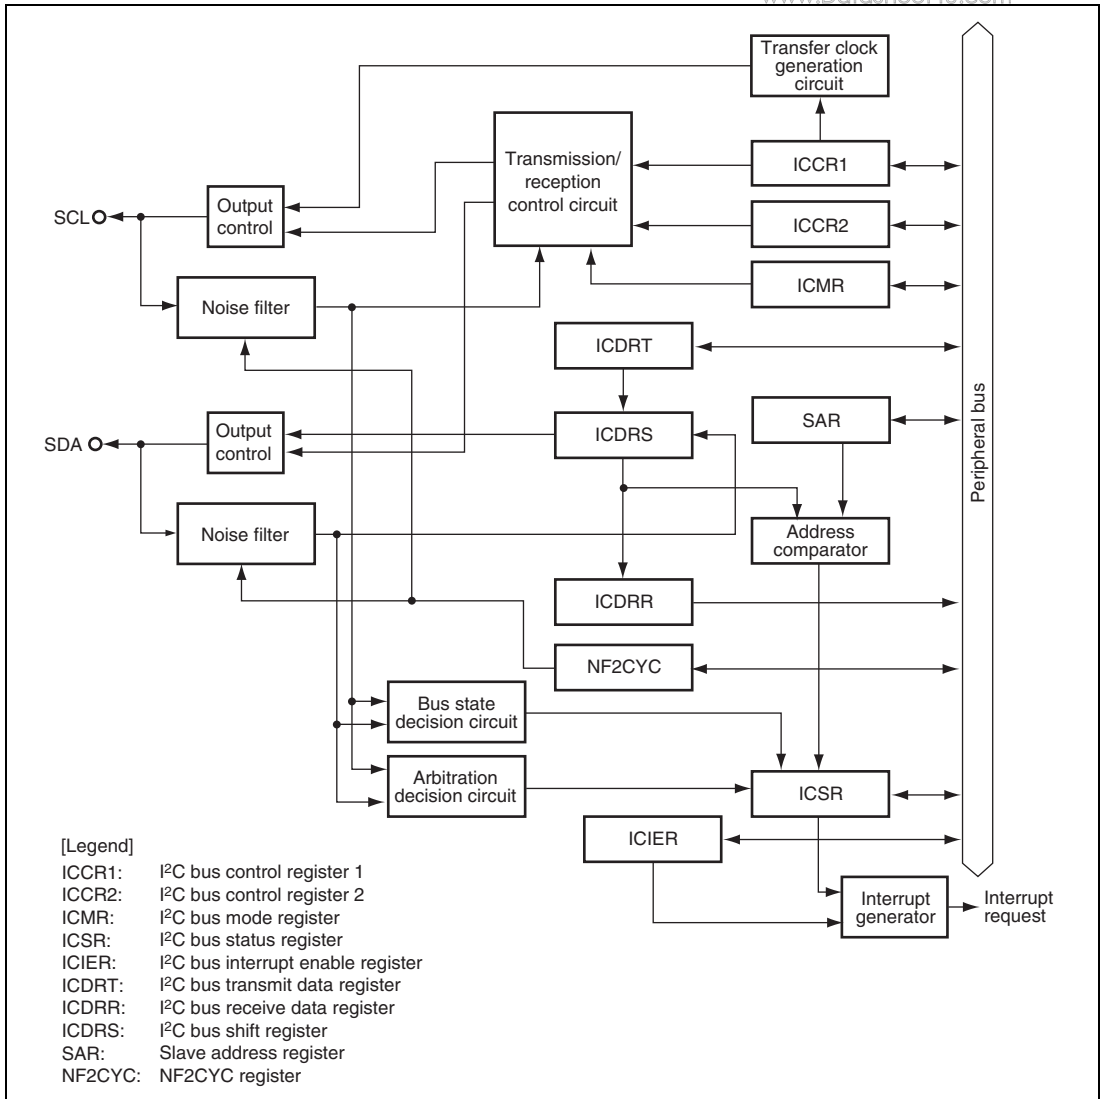 Transfer clock
generation
circuit
Transmission/
reception
control circuit
ICCR1
SCL
Output
control
ICCR2
ICMR
Noise filter
ICDRT
Peripheral bus
SAR
SDA
Output
control
ICDRS
Noise filter
Address
comparator
ICDRR
NF2CYC
Bus state
decision circuit
Arbitration
decision circuit
ICSR
ICIER
Interrupt
generator
Interrupt
request
[Legend]
ICCR1: I²C bus control register 1
ICCR2: I²C bus control register 2
ICMR: I²C bus mode register
ICSR: I²C bus status register
ICIER: I²C bus interrupt enable register
ICDRT: I²C bus transmit data register
ICDRR: I²C bus receive data register
ICDRS: I²C bus shift register
SAR: Slave address register
NF2CYC: NF2CYC register